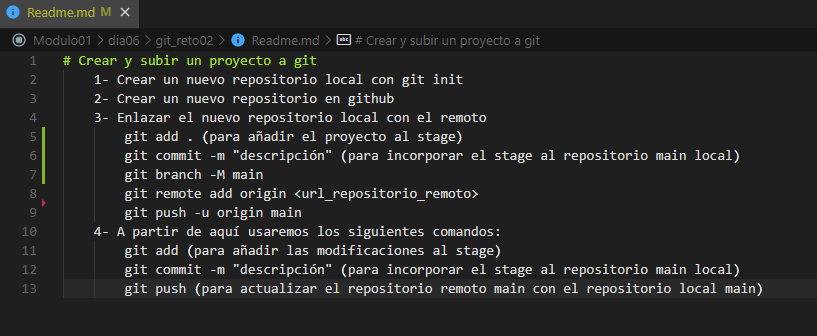 Readme.md M
Modulo01 > dia06 > git_reto02 > Readme.md > abc # Crear y subir un proyecto a git
1 # Crear y subir un proyecto a git
2 1- Crear un nuevo repositorio local con git init
3 2- Crear un nuevo repositorio en github
4 3- Enlazar el nuevo repositorio local con el remoto
5 git add . (para añadir el proyecto al stage)
6 git commit -m "descripción" (para incorporar el stage al repositorio main local)
7 git branch -M main
8 git remote add origin <url_repositorio_remoto>
9 git push -u origin main
10 4- A partir de aquí usaremos los siguientes comandos:
11 git add (para añadir las modificaciones al stage)
12 git commit -m "descripción" (para incorporar el stage al repositorio main local)
13 git push (para actualizar el repositorio remoto main con el repositorio local main)